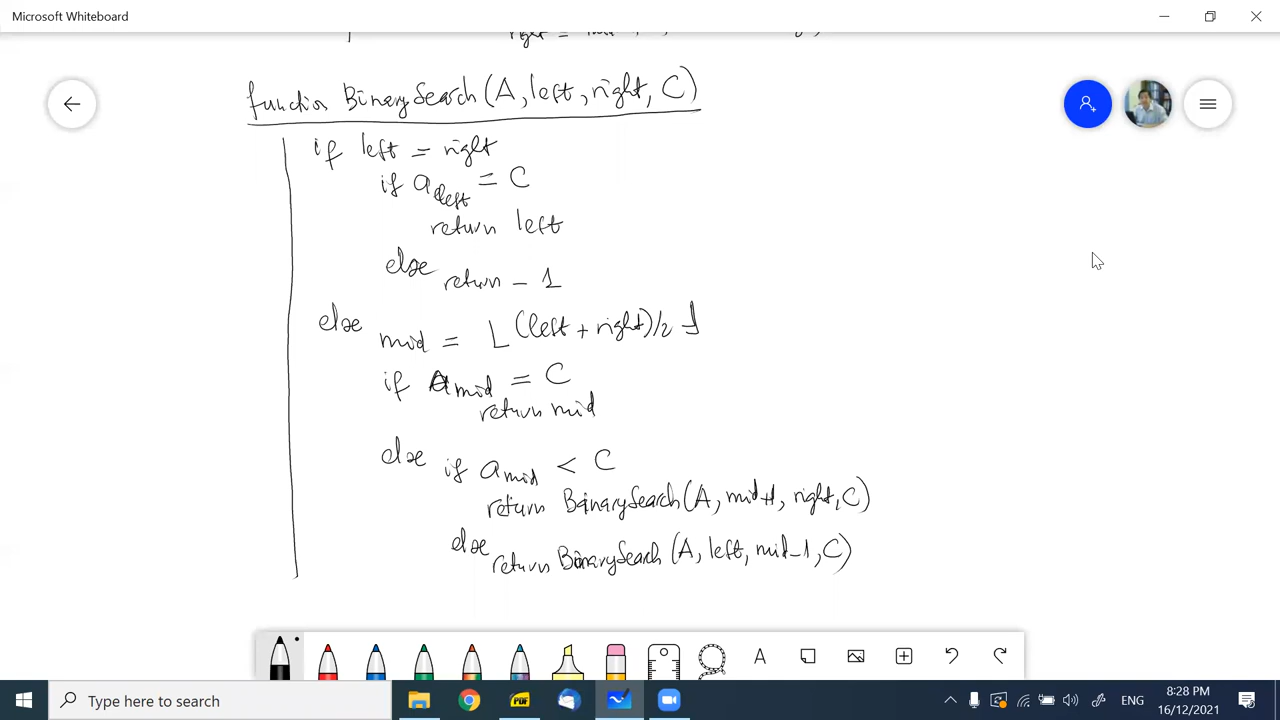 Microsoft Whiteboard
right =
function BinarySearch (A, left, right, C)
if left = right
if a_left = C
return left
else return - 1
else mid = ⌊(left + right)/2⌋
if a_mid = C
return mid
else if a_mid < C
return BinarySearch (A, mid+1, right, C)
else return BinarySearch (A, left, mid-1, C)
A
Type here to search
PDF
ENG
8:28 PM
16/12/2021